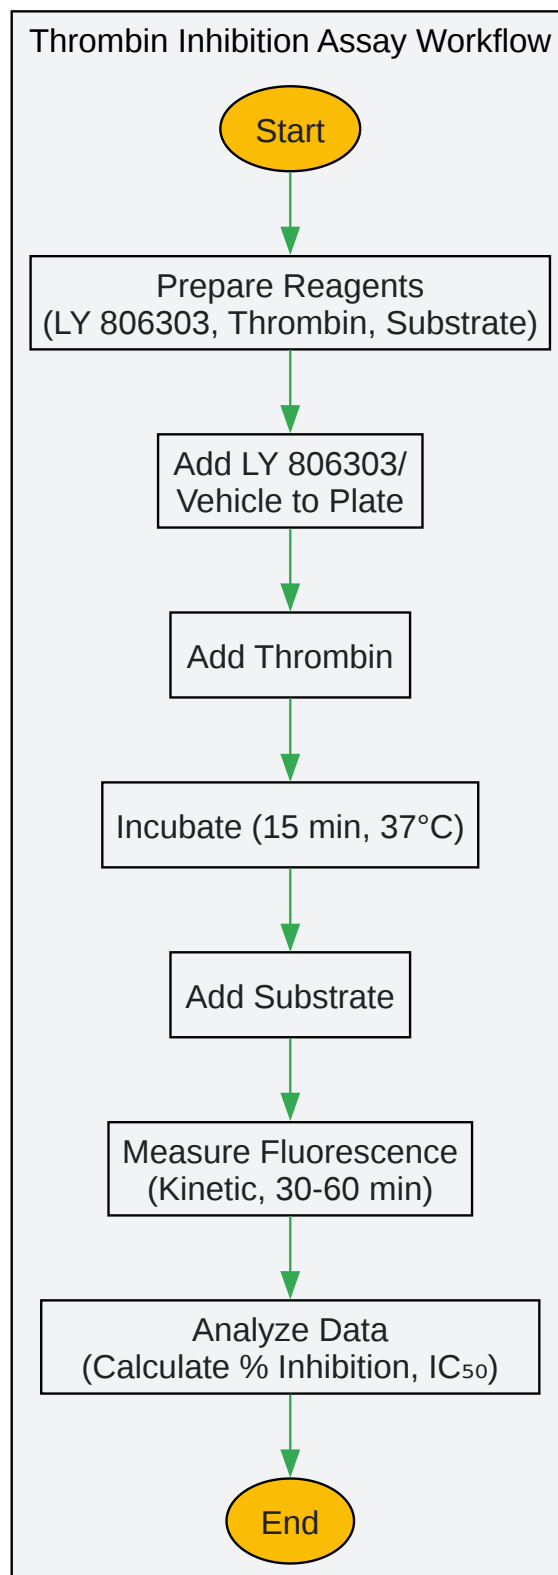 Thrombin Inhibition Assay Workflow
Start
Prepare Reagents
(LY 806303, Thrombin, Substrate)
Add LY 806303/
Vehicle to Plate
Add Thrombin
Incubate (15 min, 37°C)
Add Substrate
Measure Fluorescence
(Kinetic, 30-60 min)
Analyze Data
(Calculate % Inhibition, IC₅₀)
End